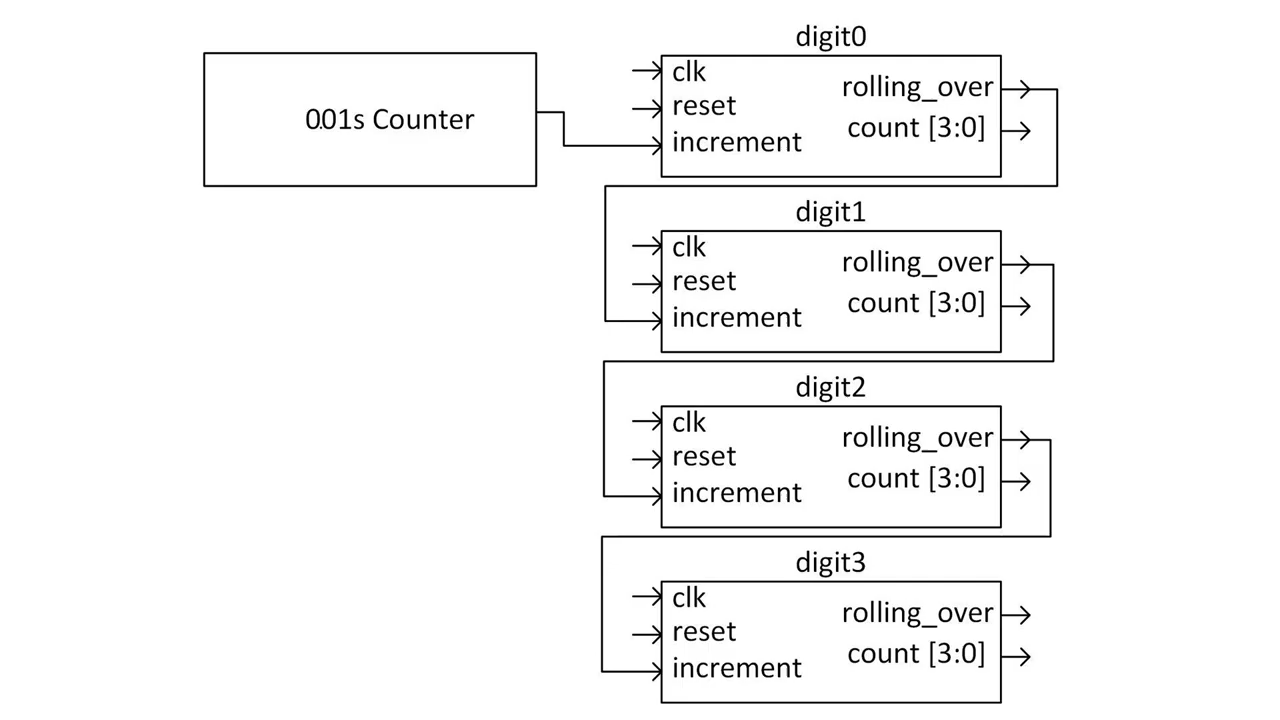 0.01s Counter
digit0
clk
reset
increment
rolling_over
count [3:0]
digit1
clk
reset
increment
rolling_over
count [3:0]
digit2
clk
reset
increment
rolling_over
count [3:0]
digit3
clk
reset
increment
rolling_over
count [3:0]